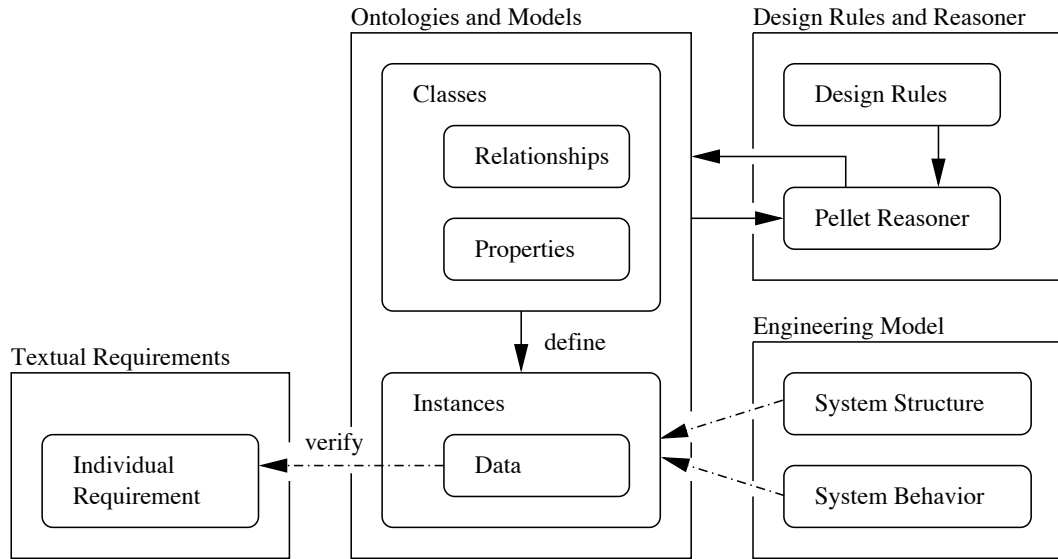 Ontologies and Models
Design Rules and Reasoner
Classes
Design Rules
Relationships
Pellet Reasoner
Properties
define
Engineering Model
Textual Requirements
Instances
System Structure
verify
Individual
Requirement
Data
System Behavior